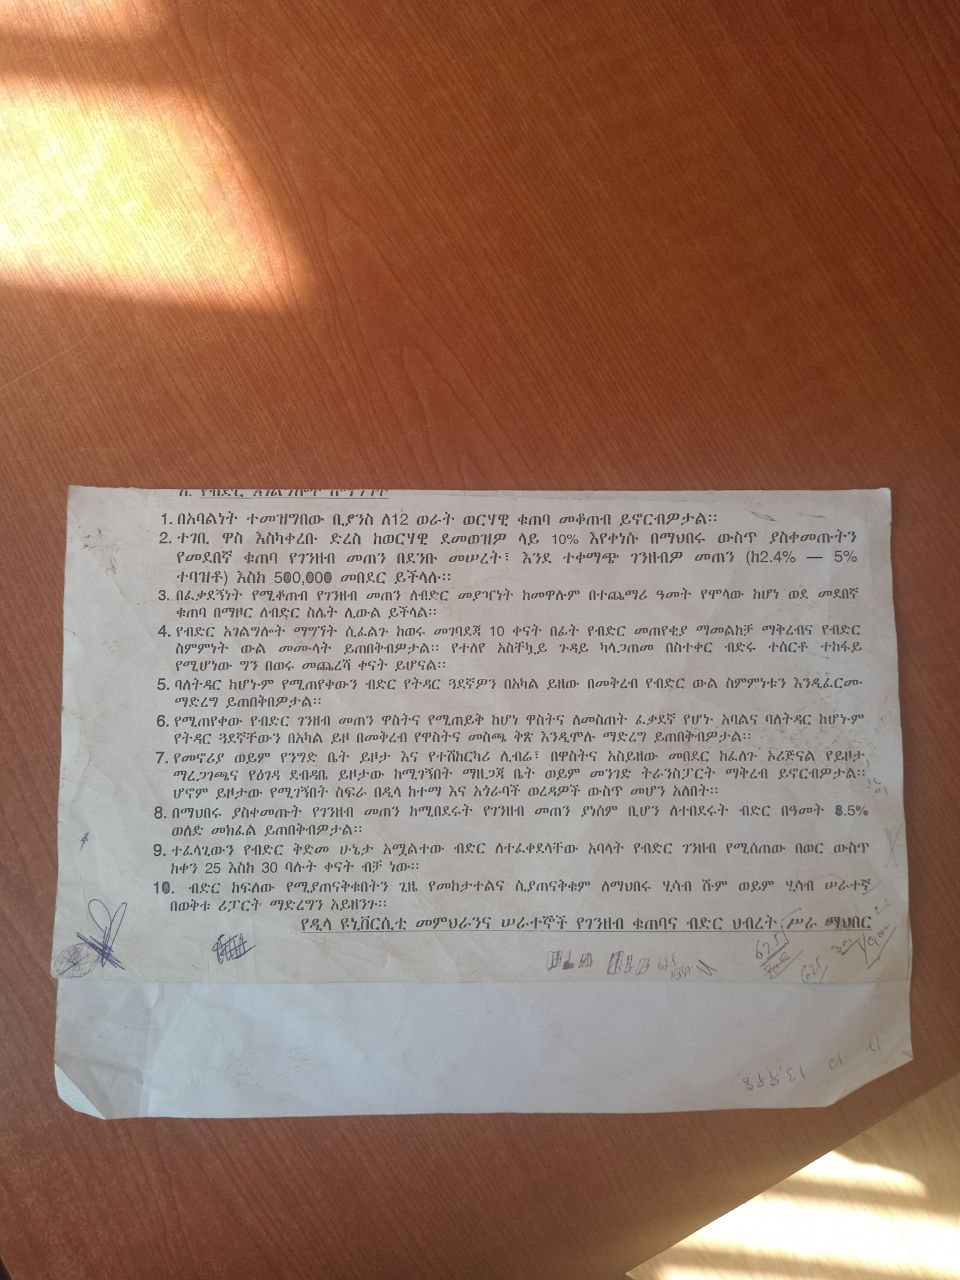 1. በአባልነት ተመዝግበው ቢያንስ ለ12 ወራት ወርሃዊ ቁጠባ መቆጠብ ይኖርብዎታል፡፡
2. ተገቢ ዋስ እስካቀረቡ ድረስ ከወርሃዊ ደመወዝዎ ላይ 10% እየቀነሱ በማህበሩ ውስጥ ያስቀመጡትን
የመደበኛ ቁጠባ የገንዘብ መጠን በደንቡ መሠረት፣ እንደ ተቀማጭ ገንዘብዎ መጠን (ከ2.4% — 5%
ተባዝቶ) እስከ 500,000 መበደር ይችላሉ፡፡
3. በፈቃደኝነት የሚቆጠብ የገንዘብ መጠን ለብድር መያዣነት ከመዋሉም በተጨማሪ ዓመት የሞላው ከሆነ ወደ መደበኛ
ቁጠባ በማዞር ለብድር ስሌት ሊውል ይችላል፡፡
4. የብድር አገልግሎት ማግኘት ሲፈልጉ ከወሩ መገባደጃ 10 ቀናት በፊት የብድር መጠየቂያ ማመልከቻ ማቅረብና የብድር
ስምምነት ውል መሙላት ይጠበቅብዎታል፡፡ የተለየ አስቸኳይ ጉዳይ ካላጋጠመ በስተቀር ብድሩ ተሰርቶ ተከፋይ
የሚሆነው ግን በወሩ መጨረሻ ቀናት ይሆናል፡፡
5. ባለትዳር ከሆኑም የሚጠየቀውን ብድር የትዳር ጓደኛዎን በአካል ይዘው በመቅረብ የብድር ውል ስምምነቱን እንዲፈርሙ
ማድረግ ይጠበቅበዎታል፡፡
6. የሚጠየቀው የብድር ገንዘብ መጠን ዋስትና የሚጠይቅ ከሆነ ዋስትና ለመስጠት ፈቃደኛ የሆኑ አባልና ባለትዳር ከሆኑም
የትዳር ጓደኛቸውን በአካል ይዞ በመቅረብ የዋስትና መስጫ ቅጽ እንዲሞሉ ማድረግ ይጠበቅብዎታል፡፡
7. የመኖሪያ ወይም የንግድ ቤት ይዞታ እና የተሽከርካሪ ሊብሬ፣ በዋስትና አስይዘው መበደር ከፈለጉ ኦሪጅናል የይዞታ
ማረጋገጫና የዕገዳ ደብዳቤ ይዞታው ከሚገኝበት ማዚጋጃ ቤት ወይም መንገድ ትራንስፓርት ማቅረብ ይኖርብዎታል፡፡
ሆኖም ይዞታው የሚገኝበት ስፍራ በዲላ ከተማ እና አጎራባች ወረዳዎች ውስጥ መሆን አለበት፡፡
8. በማህበሩ ያስቀመጡት የገንዘብ መጠን ከሚበደሩት የገንዘብ መጠን ያነሰም ቢሆን ለተበደሩት ብድር በዓመት 8.5%
ወለድ መክፈል ይጠበቅብዎታል፡፡
9. ተፈላጊውን የብድር ቅድመ ሁኔታ አሟልተው ብድር ለተፈቀደላቸው አባላት የብድር ገንዘብ የሚሰጠው በወር ውስጥ
ከቀን 25 እስከ 30 ባሉት ቀናት ብቻ ነው፡፡
10. ብድር ከፍለው የሚያጠናቅቁበትን ጊዜ የመከታተልና ሲያጠናቅቁም ለማህበሩ ሂሳብ ሹም ወይም ሂሳብ ሠራተኛ
በወቅቱ ሪፓርት ማድረግን አይዘንጉ፡፡
የዲላ ዩኒቨርሲቲ መምህራንና ሠራተኞች የገንዘብ ቁጠባና ብድር ህብረት ሥራ ማህበር
625
625